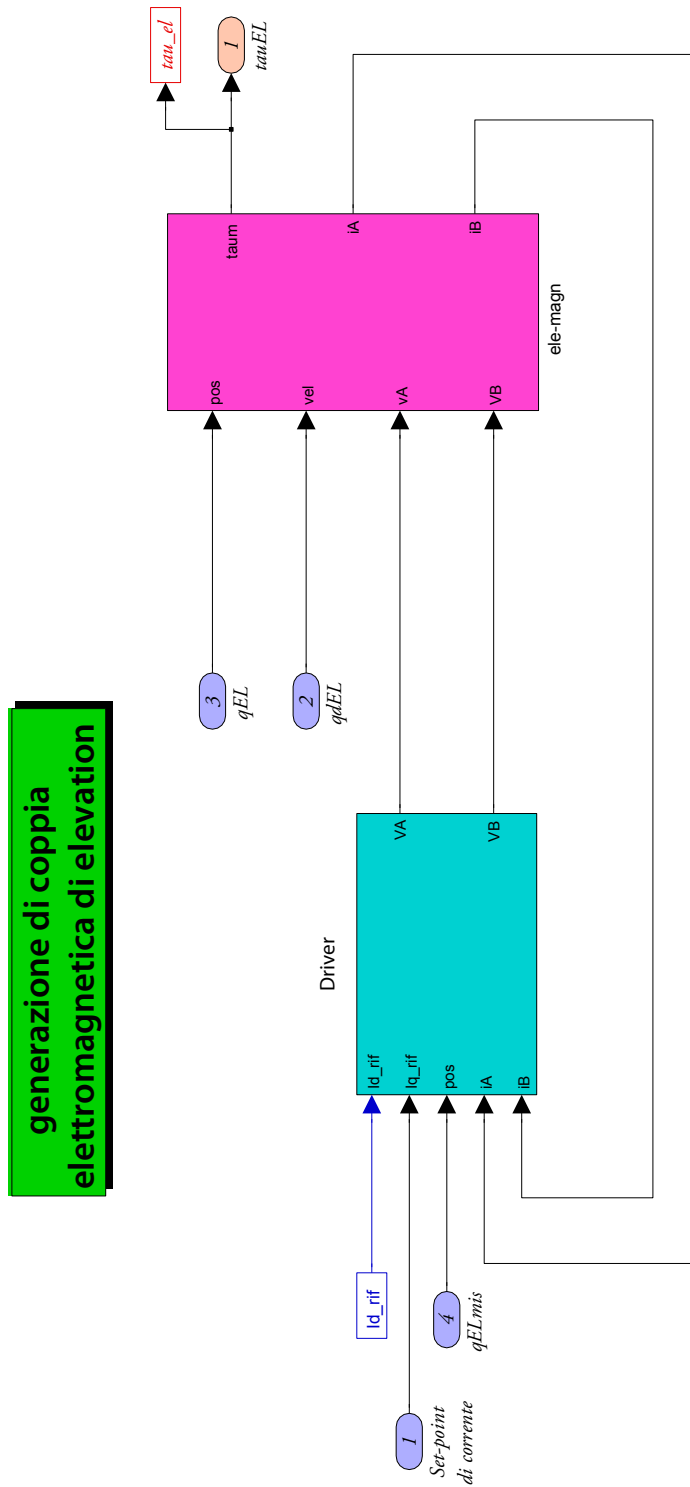 generazione di coppia
elettromagnetica di elevation
tau_el
1
tauEL
taum
iA
iB
pos
vel
vA
VB
ele-magn
3
qEL
2
qdEL
Driver
VA
VB
Id_rif
Iq_rif
pos
iA
iB
Id_rif
4
qELmis
1
Set-point
di corrente